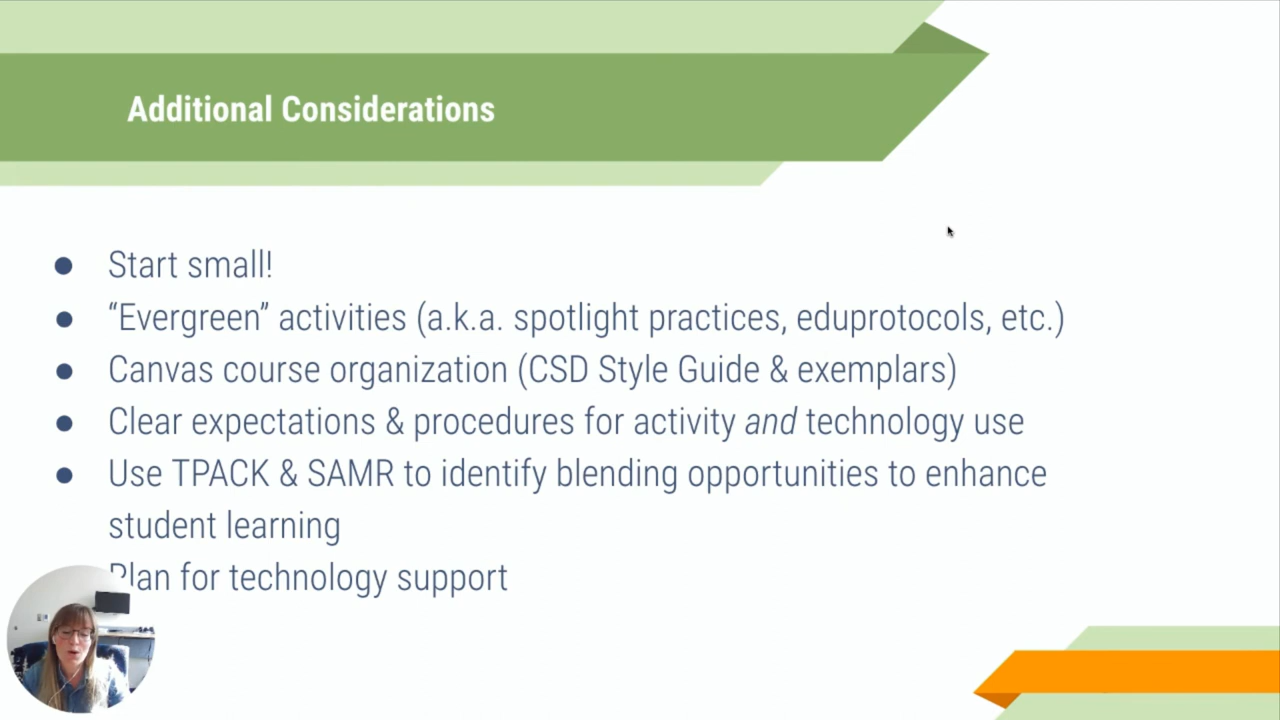 Additional Considerations
● Start small!
● “Evergreen” activities (a.k.a. spotlight practices, eduprotocols, etc.)
● Canvas course organization (CSD Style Guide & exemplars)
● Clear expectations & procedures for activity and technology use
● Use TPACK & SAMR to identify blending opportunities to enhance
student learning
Plan for technology support